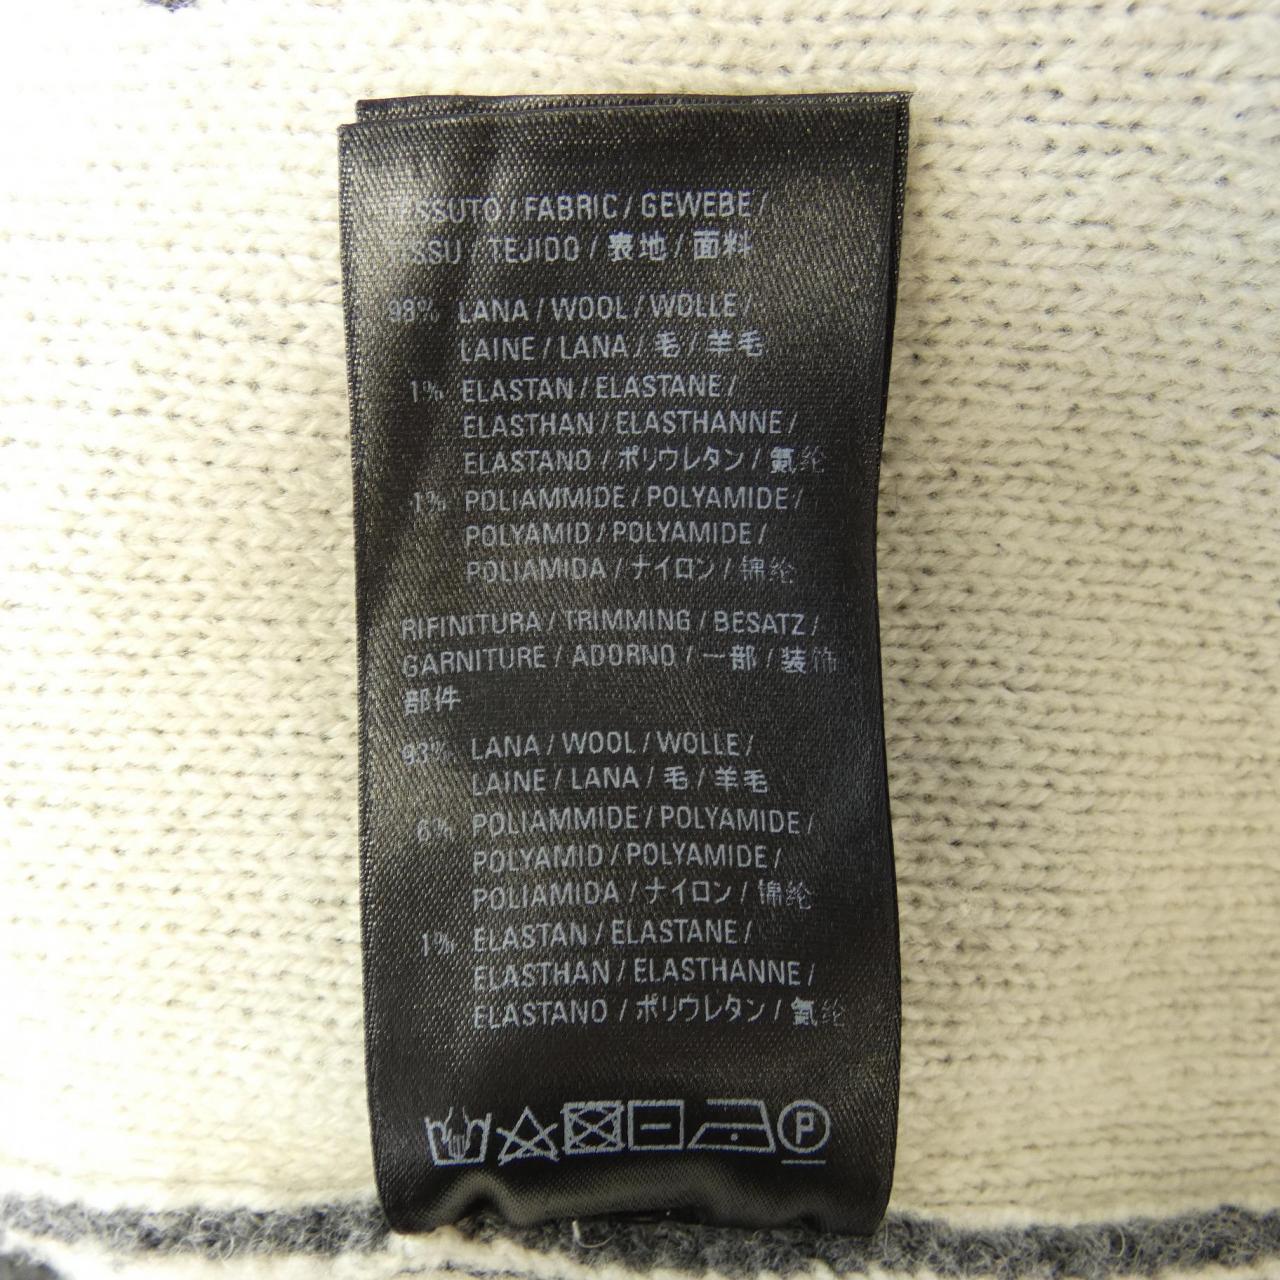 TESSUTO / FABRIC / GEWEBE /
TISSU / TEJIDO / 表地 / 面料
98% LANA / WOOL / WOLLE /
LAINE / LANA / 毛 / 羊毛
1% ELASTAN / ELASTANE /
ELASTHAN / ELASTHANNE /
ELASTANO / ポリウレタン / 氨纶
1% POLIAMMIDE / POLYAMIDE /
POLYAMID / POLYAMIDE /
POLIAMIDA / ナイロン / 锦纶
RIFINITURA / TRIMMING / BESATZ /
GARNITURE / ADORNO / 一部 / 装饰
部件
93% LANA / WOOL / WOLLE /
LAINE / LANA / 毛 / 羊毛
6% POLIAMMIDE / POLYAMIDE /
POLYAMID / POLYAMIDE /
POLIAMIDA / ナイロン / 锦纶
1% ELASTAN / ELASTANE /
ELASTHAN / ELASTHANNE /
ELASTANO / ポリウレタン / 氨纶
P